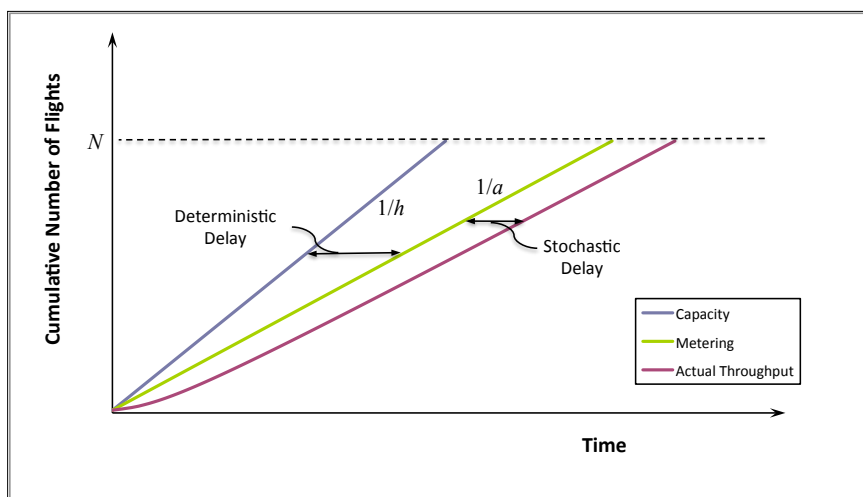 Cumulative Number of Flights
N
1/h
1/a
Deterministic
Delay
Stochastic
Delay
Capacity
Metering
Actual Throughput
Time